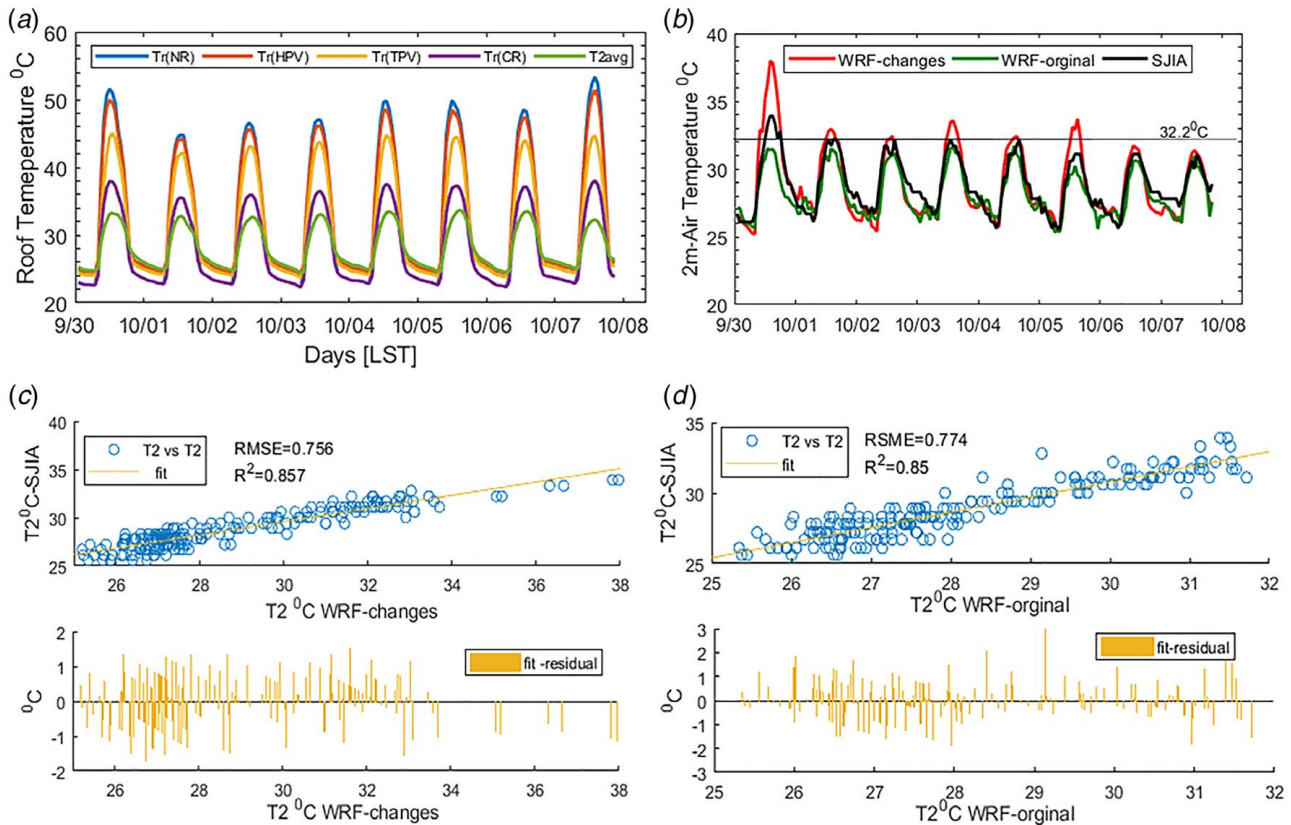 (a)
Roof Temeperature ⁰C
60
50
40
30
20
Tr(NR) Tr(HPV) Tr(TPV) Tr(CR) T2avg
9/30 10/01 10/02 10/03 10/04 10/05 10/06 10/07 10/08
Days [LST]
(b)
2m-Air Temperature ⁰C
40
35
30
25
20
WRF-changes WRF-orginal SJIA
32.2⁰C
9/30 10/01 10/02 10/03 10/04 10/05 10/06 10/07 10/08
(c)
T2⁰C-SJIA
40
35
30
25
T2 vs T2
fit
RMSE=0.756
R²=0.857
26 28 30 32 34 36 38
T2 ⁰C WRF-changes
⁰C
2
1
0
-1
-2
fit -residual
26 28 30 32 34 36 38
T2 ⁰C WRF-changes
(d)
T2⁰C-SJIA
35
30
25
T2 vs T2
fit
RSME=0.774
R²=0.85
25 26 27 28 29 30 31 32
T2⁰C WRF-orginal
⁰C
3
2
1
0
-1
-2
-3
fit-residual
25 26 27 28 29 30 31 32
T2⁰C WRF-orginal